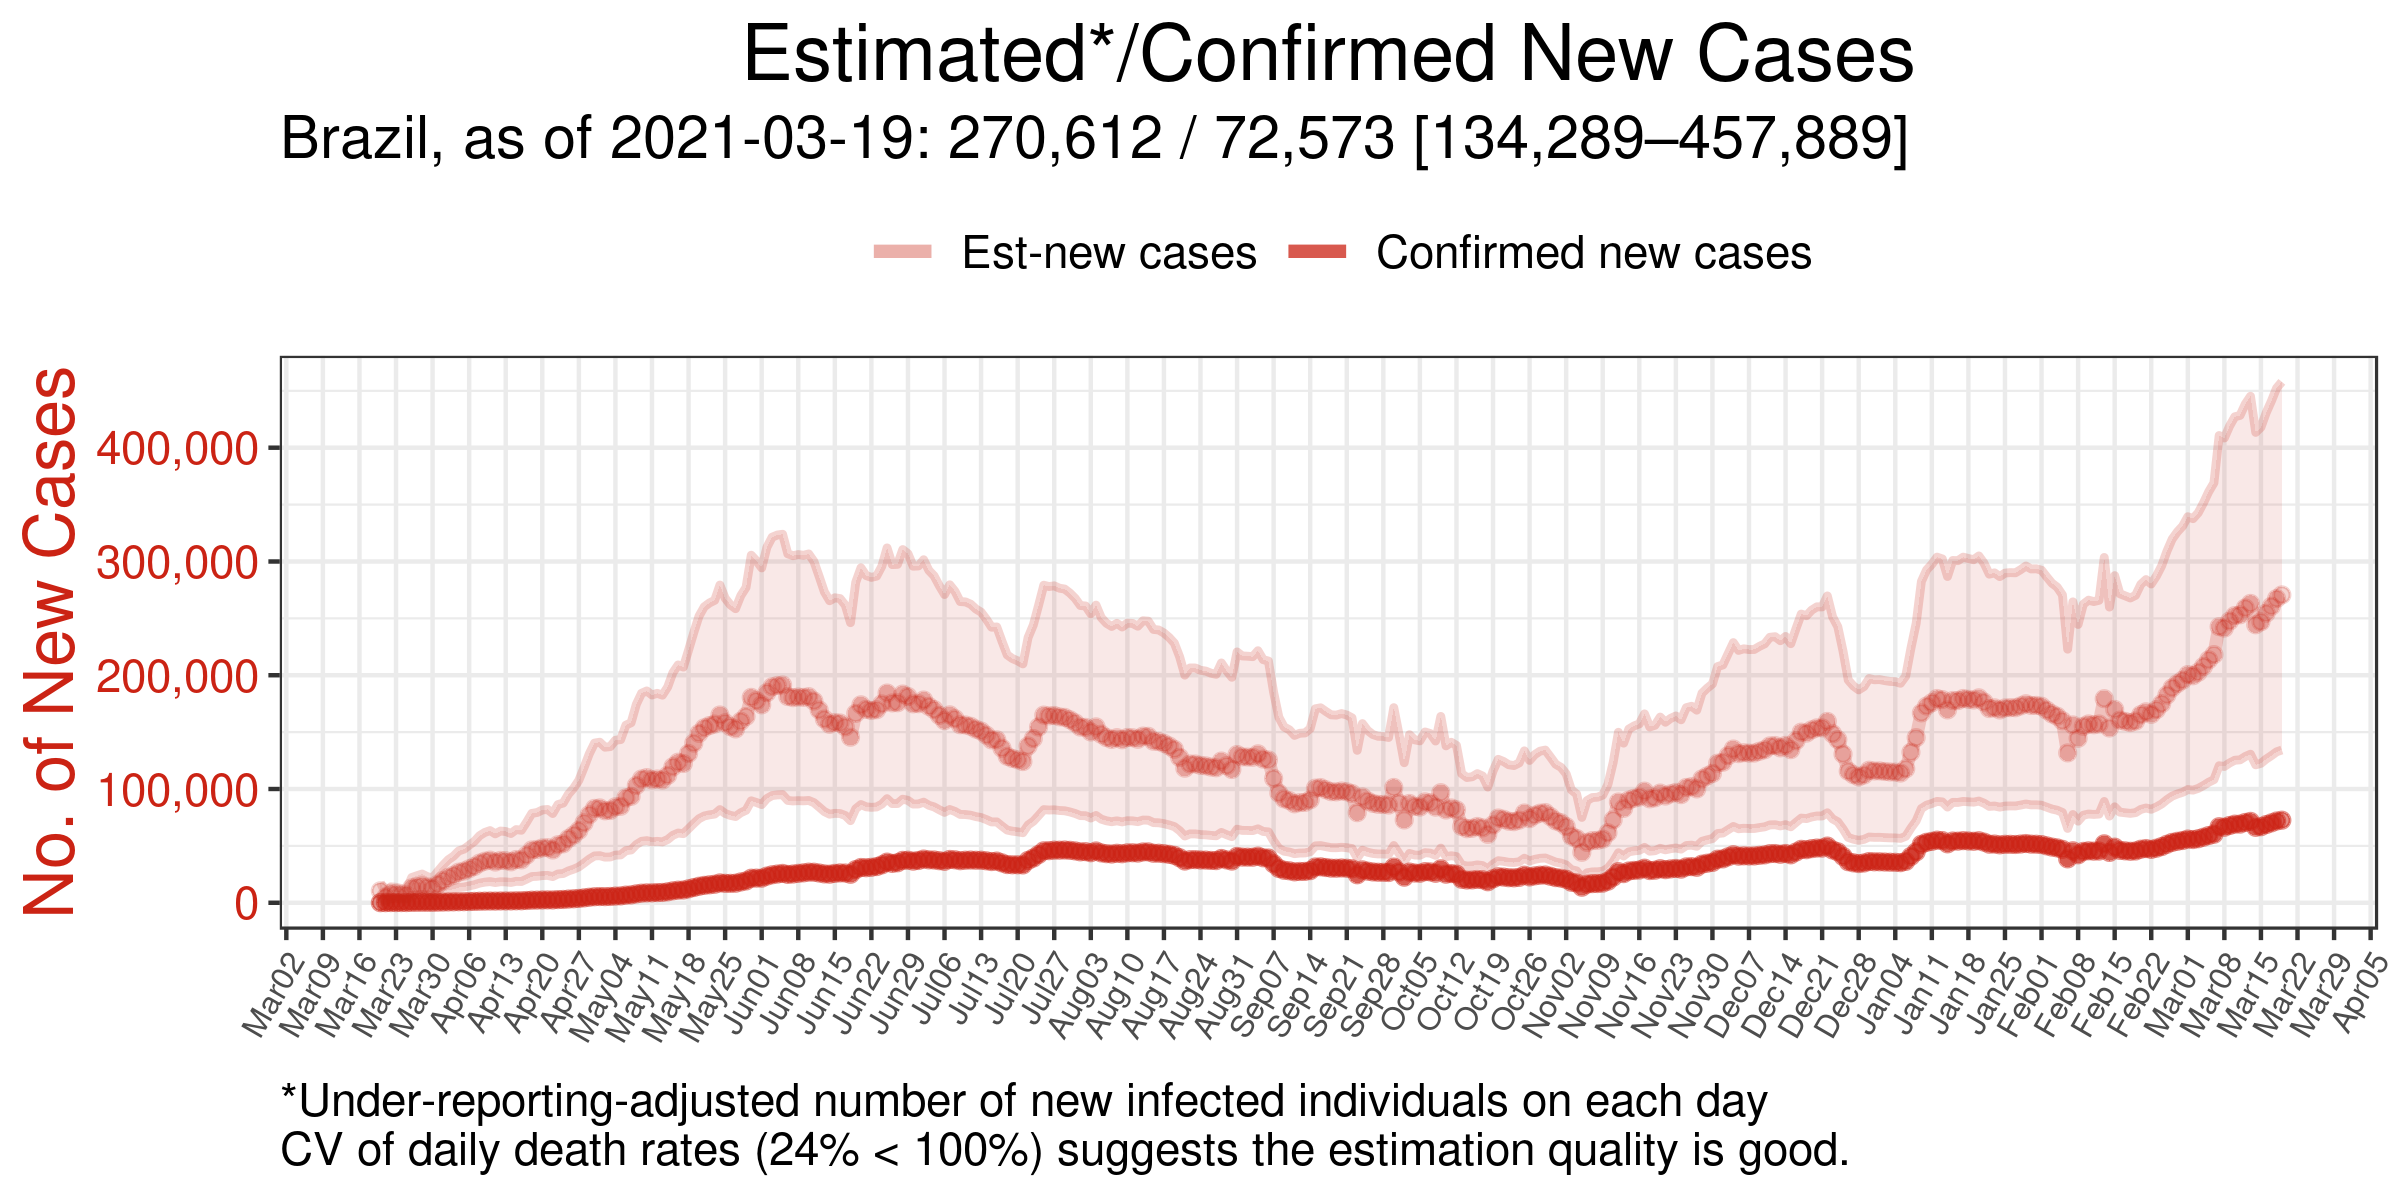 Estimated*/Confirmed New Cases
Brazil, as of 2021-03-19: 270,612 / 72,573 [134,289–457,889]
Est-new cases Confirmed new cases
No. of New Cases
400,000
300,000
200,000
100,000
0
Mar02 Mar09 Mar16 Mar23 Mar30 Apr06 Apr13 Apr20 Apr27 May04 May11 May18 May25 Jun01 Jun08 Jun15 Jun22 Jun29 Jul06 Jul13 Jul20 Jul27 Aug03 Aug10 Aug17 Aug24 Aug31 Sep07 Sep14 Sep21 Sep28 Oct05 Oct12 Oct19 Oct26 Nov02 Nov09 Nov16 Nov23 Nov30 Dec07 Dec14 Dec21 Dec28 Jan04 Jan11 Jan18 Jan25 Feb01 Feb08 Feb15 Feb22 Mar01 Mar08 Mar15 Mar22 Mar29 Apr05
*Under-reporting-adjusted number of new infected individuals on each day
CV of daily death rates (24% < 100%) suggests the estimation quality is good.